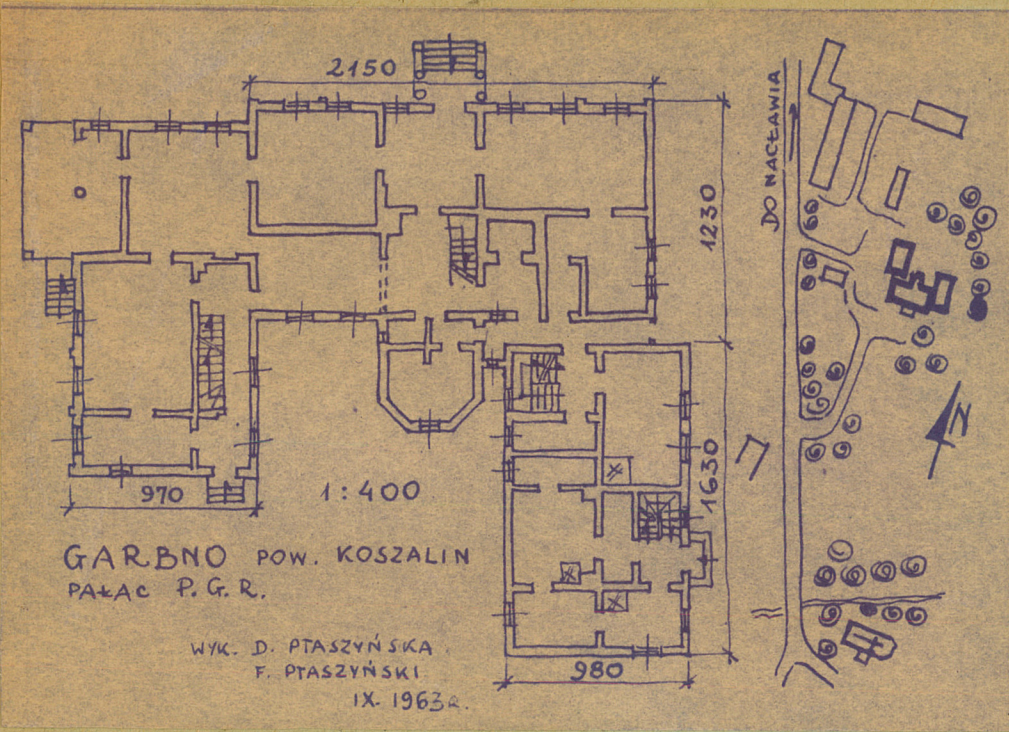 2150
DO NACŁAWIA
1230
1630
970
1:400
980
GARBNO POW. KOSZALIN
PAŁAC P.G.R.
WYK. D. PTASZYŃSKA
F. PTASZYŃSKI
IX. 1963r.
N